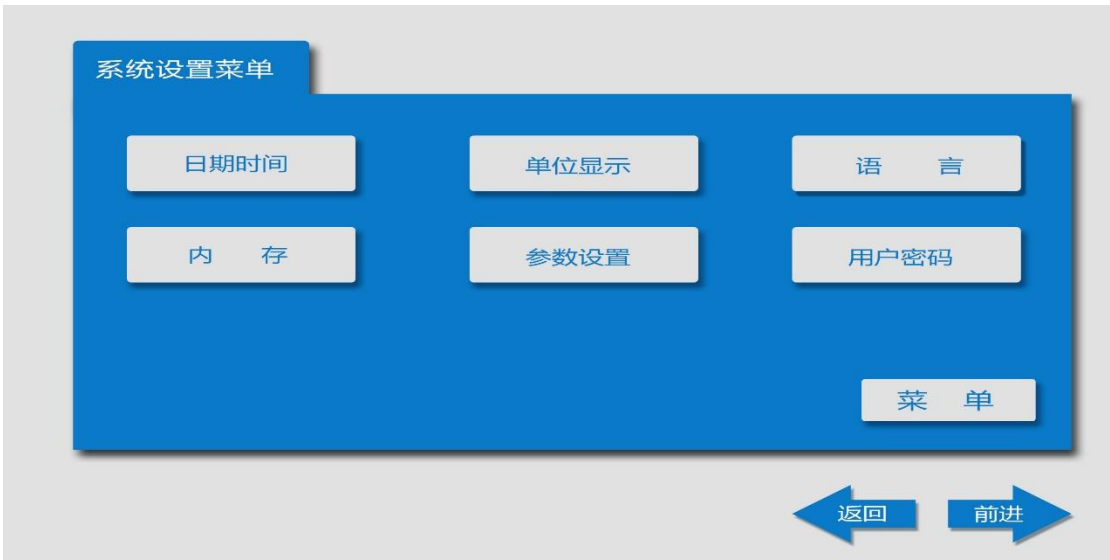 系统设置菜单
日期时间 单位显示 语 言
内 存 参数设置 用户密码
菜 单
返回 前进